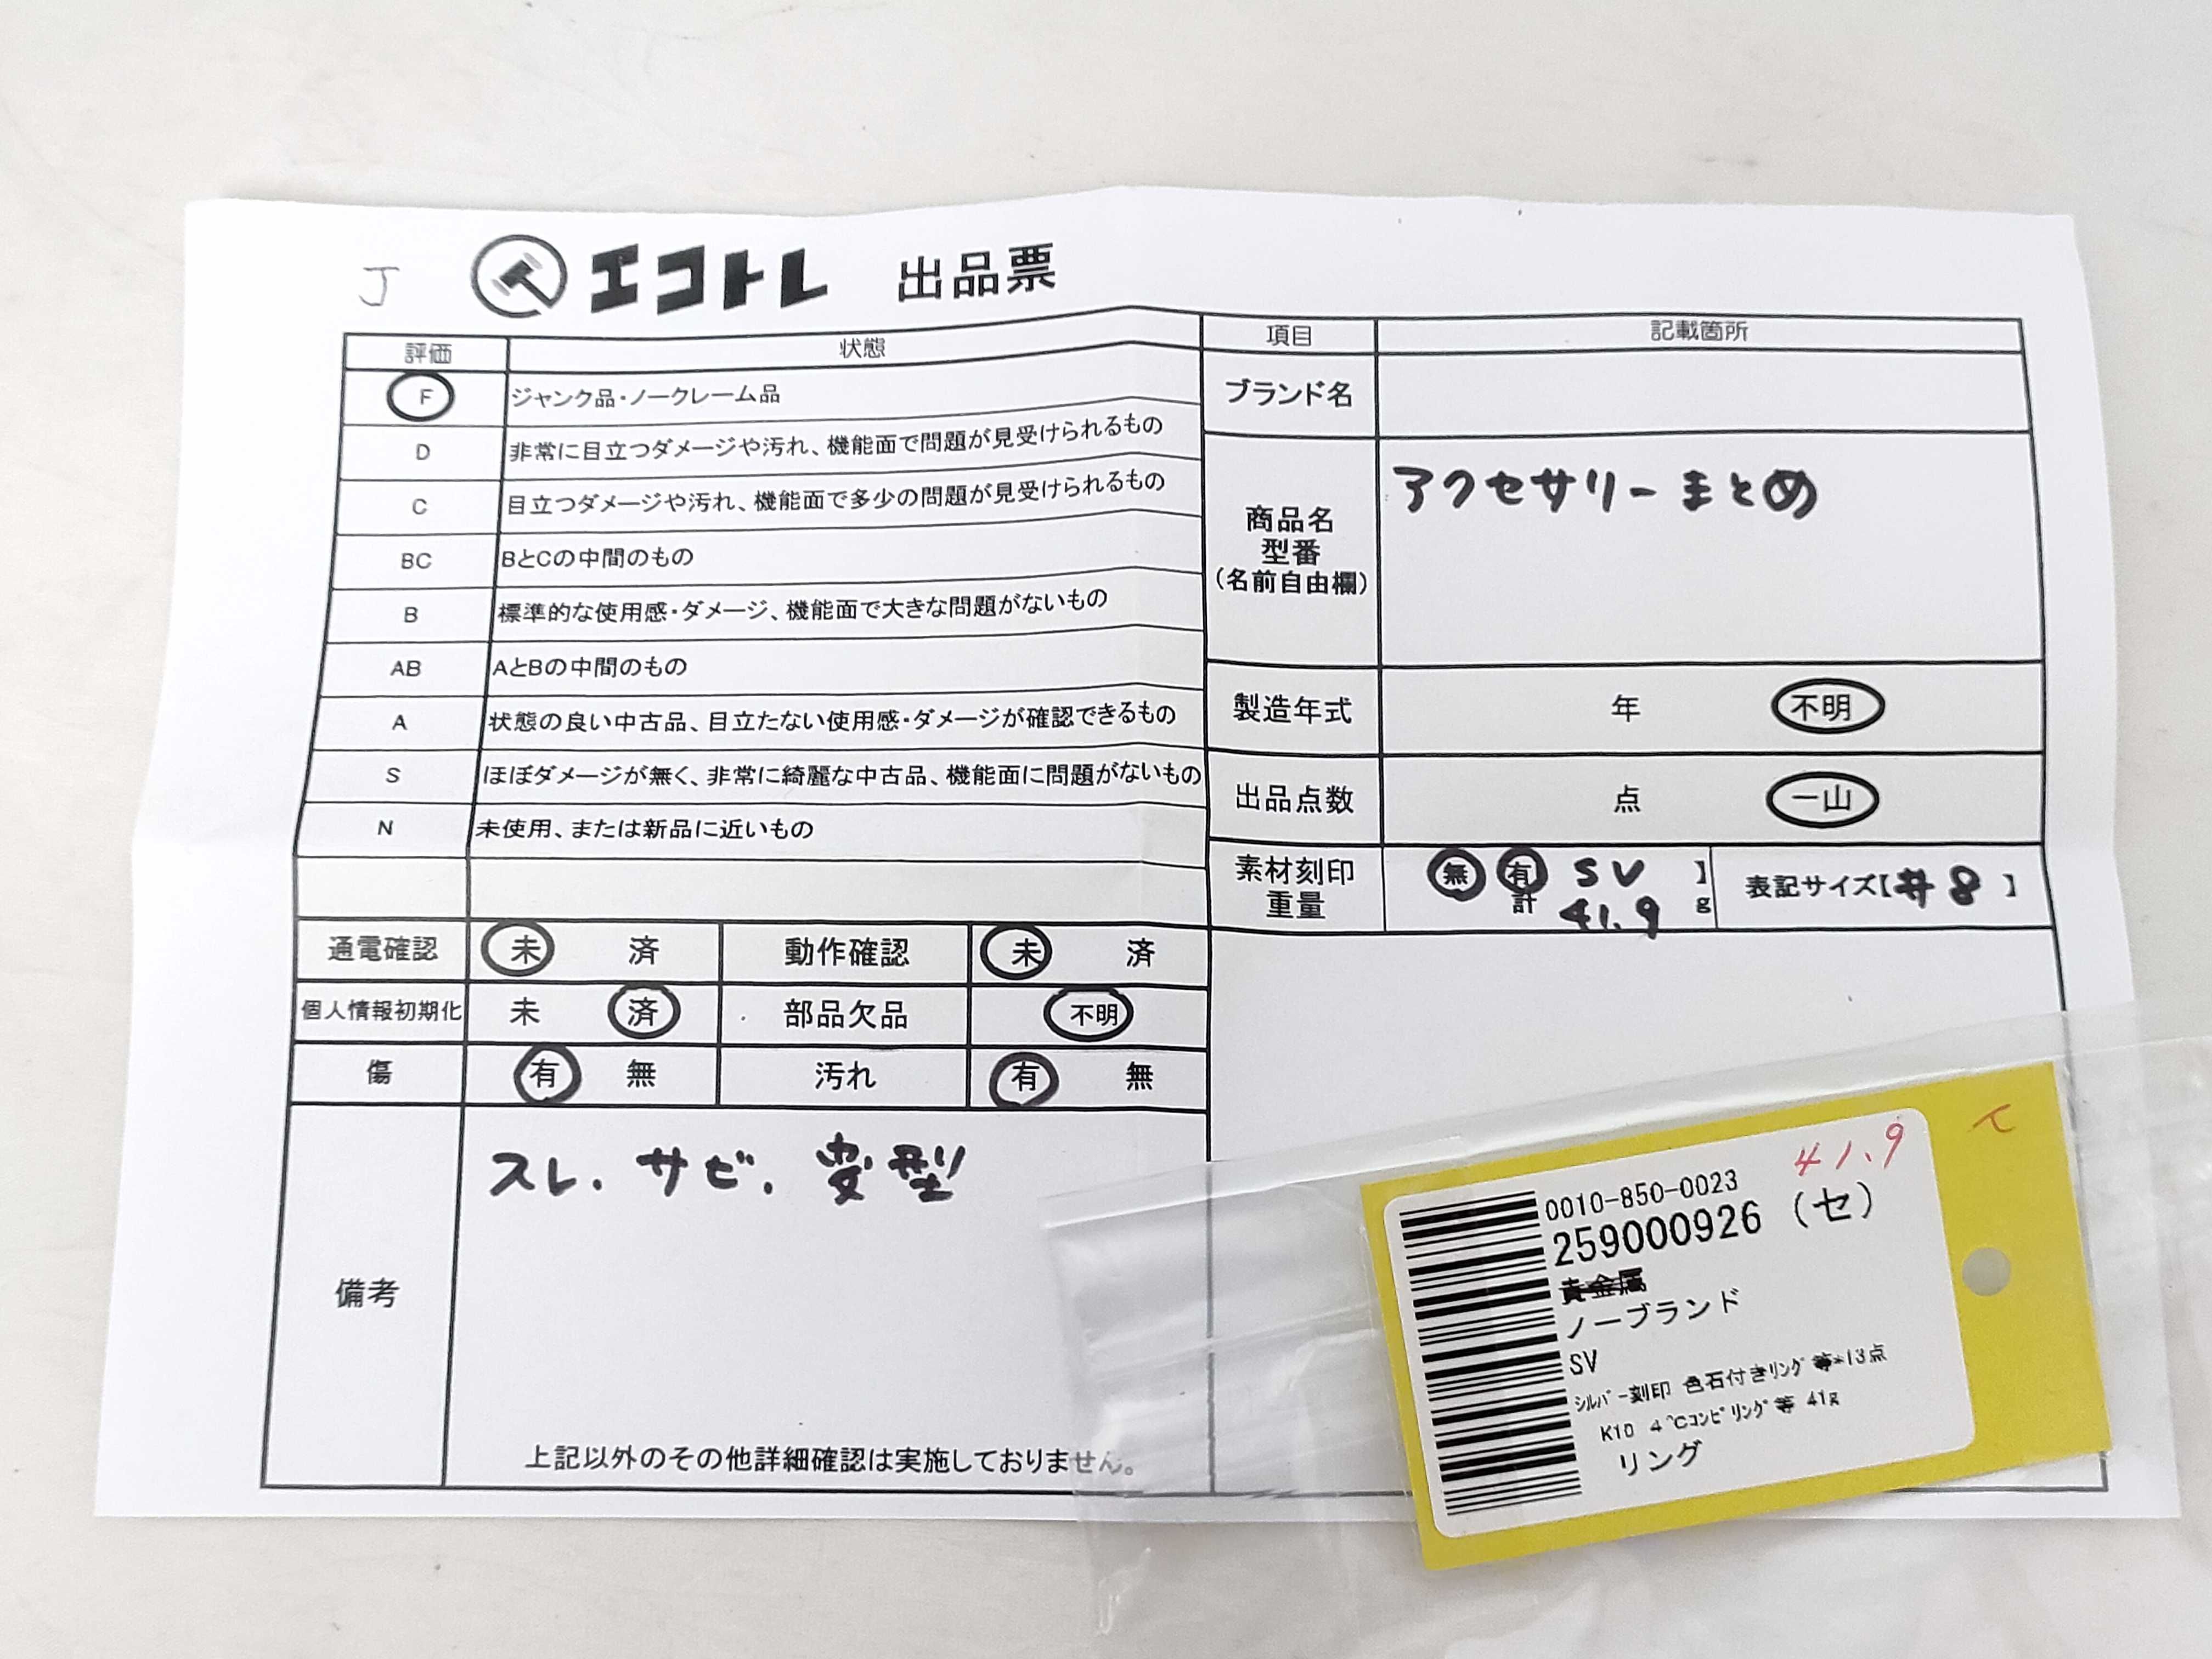 J エコトレ 出品票
評価 状態
F ジャンク品・ノークレーム品
D 非常に目立つダメージや汚れ、機能面で問題が見受けられるもの
C 目立つダメージや汚れ、機能面で多少の問題が見受けられるもの
BC BとCの中間のもの
B 標準的な使用感・ダメージ、機能面で大きな問題がないもの
AB AとBの中間のもの
A 状態の良い中古品、目立たない使用感・ダメージが確認できるもの
S ほぼダメージが無く、非常に綺麗な中古品、機能面に問題がないもの
N 未使用、または新品に近いもの
通電確認 未 済 動作確認 未 済
個人情報初期化 未 済 部品欠品 不明
傷 有 無 汚れ 有 無
備考
スレ、サビ、変型
上記以外のその他詳細確認は実施しておりません。
項目 記載箇所
ブランド名
商品名
型番
(名前自由欄)
アクセサリーまとめ
製造年式 年 不明
出品点数 点 一山
素材刻印 無 有 SV 】
重量 計 41.9 g
表記サイズ【#8 】
41.9
0010-850-0023
259000926 (セ)
貴金属
ノーブランド
SV
ｼﾙﾊﾞｰ刻印 色石付きﾘﾝｸﾞ等*13点
K10 4℃ｺﾝﾋﾞﾘﾝｸﾞ等 41g
リング